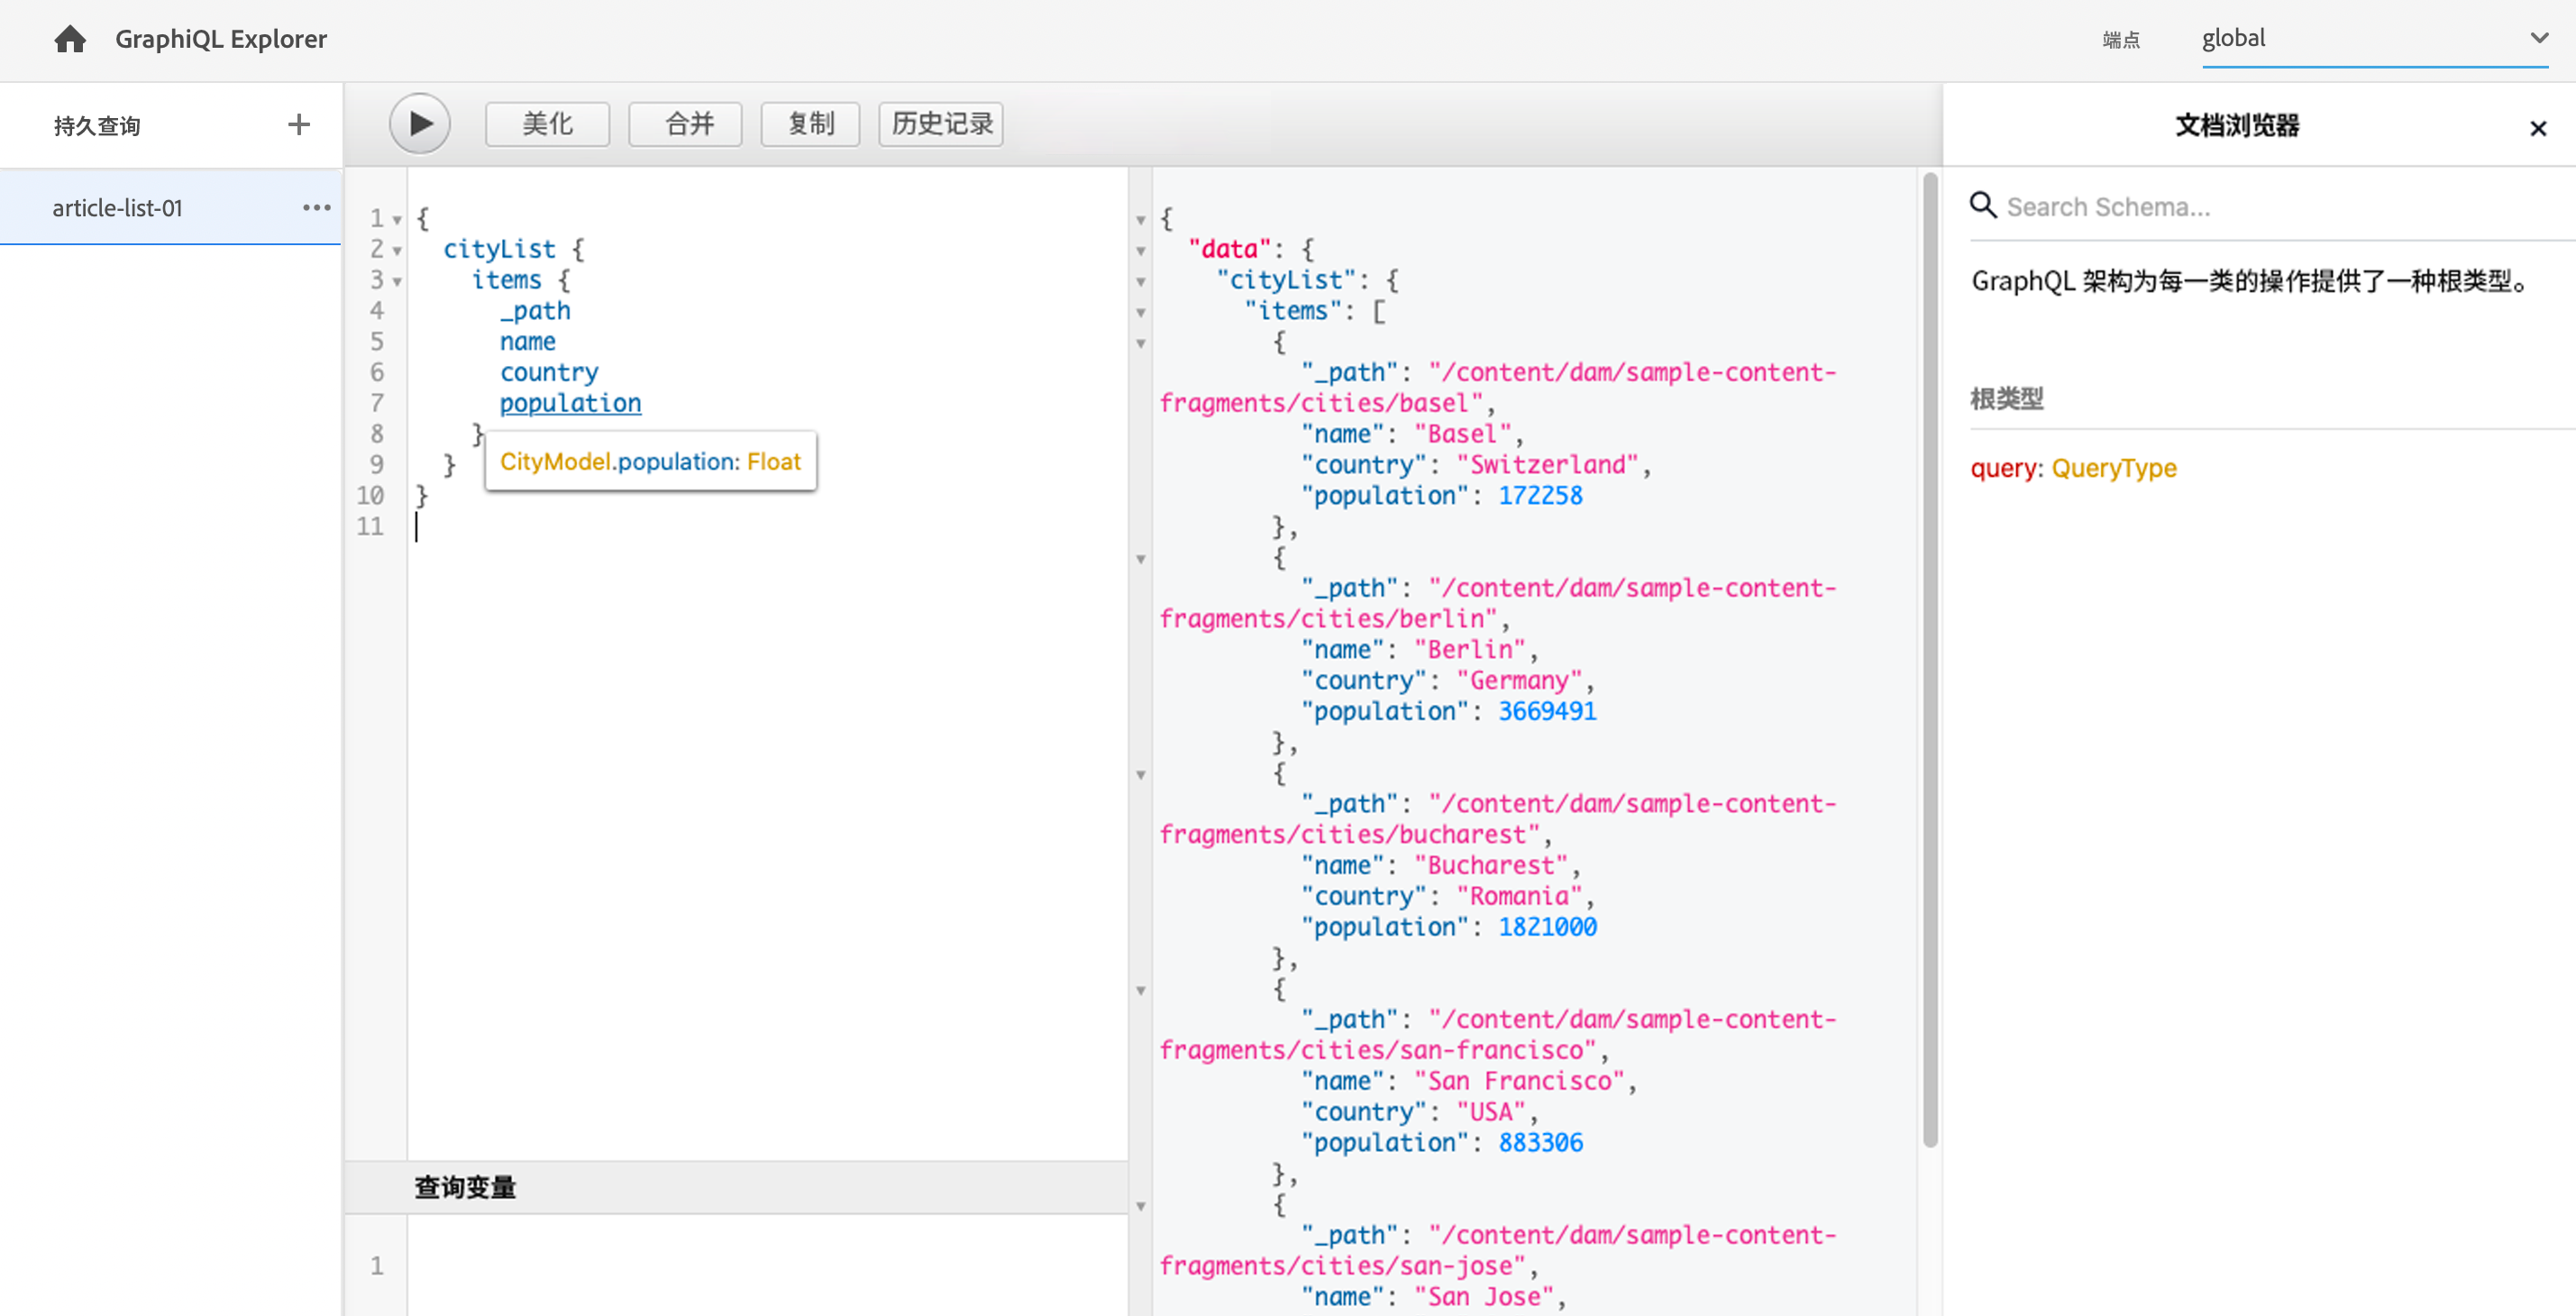 GraphiQL Explorer
端点
global
持久查询
article-list-01
美化
合并
复制
历史记录
1 {
2 cityList {
3 items {
4 _path
5 name
6 country
7 population
8 }
9 }
10 }
11
CityModel.population: Float
查询变量
1
{
"data": {
"cityList": {
"items": [
{
"_path": "/content/dam/sample-content-
fragments/cities/basel",
"name": "Basel",
"country": "Switzerland",
"population": 172258
},
{
"_path": "/content/dam/sample-content-
fragments/cities/berlin",
"name": "Berlin",
"country": "Germany",
"population": 3669491
},
{
"_path": "/content/dam/sample-content-
fragments/cities/bucharest",
"name": "Bucharest",
"country": "Romania",
"population": 1821000
},
{
"_path": "/content/dam/sample-content-
fragments/cities/san-francisco",
"name": "San Francisco",
"country": "USA",
"population": 883306
},
{
"_path": "/content/dam/sample-content-
fragments/cities/san-jose",
"name": "San Jose",
文档浏览器
Search Schema...
GraphQL 架构为每一类的操作提供了一种根类型。
根类型
query: QueryType